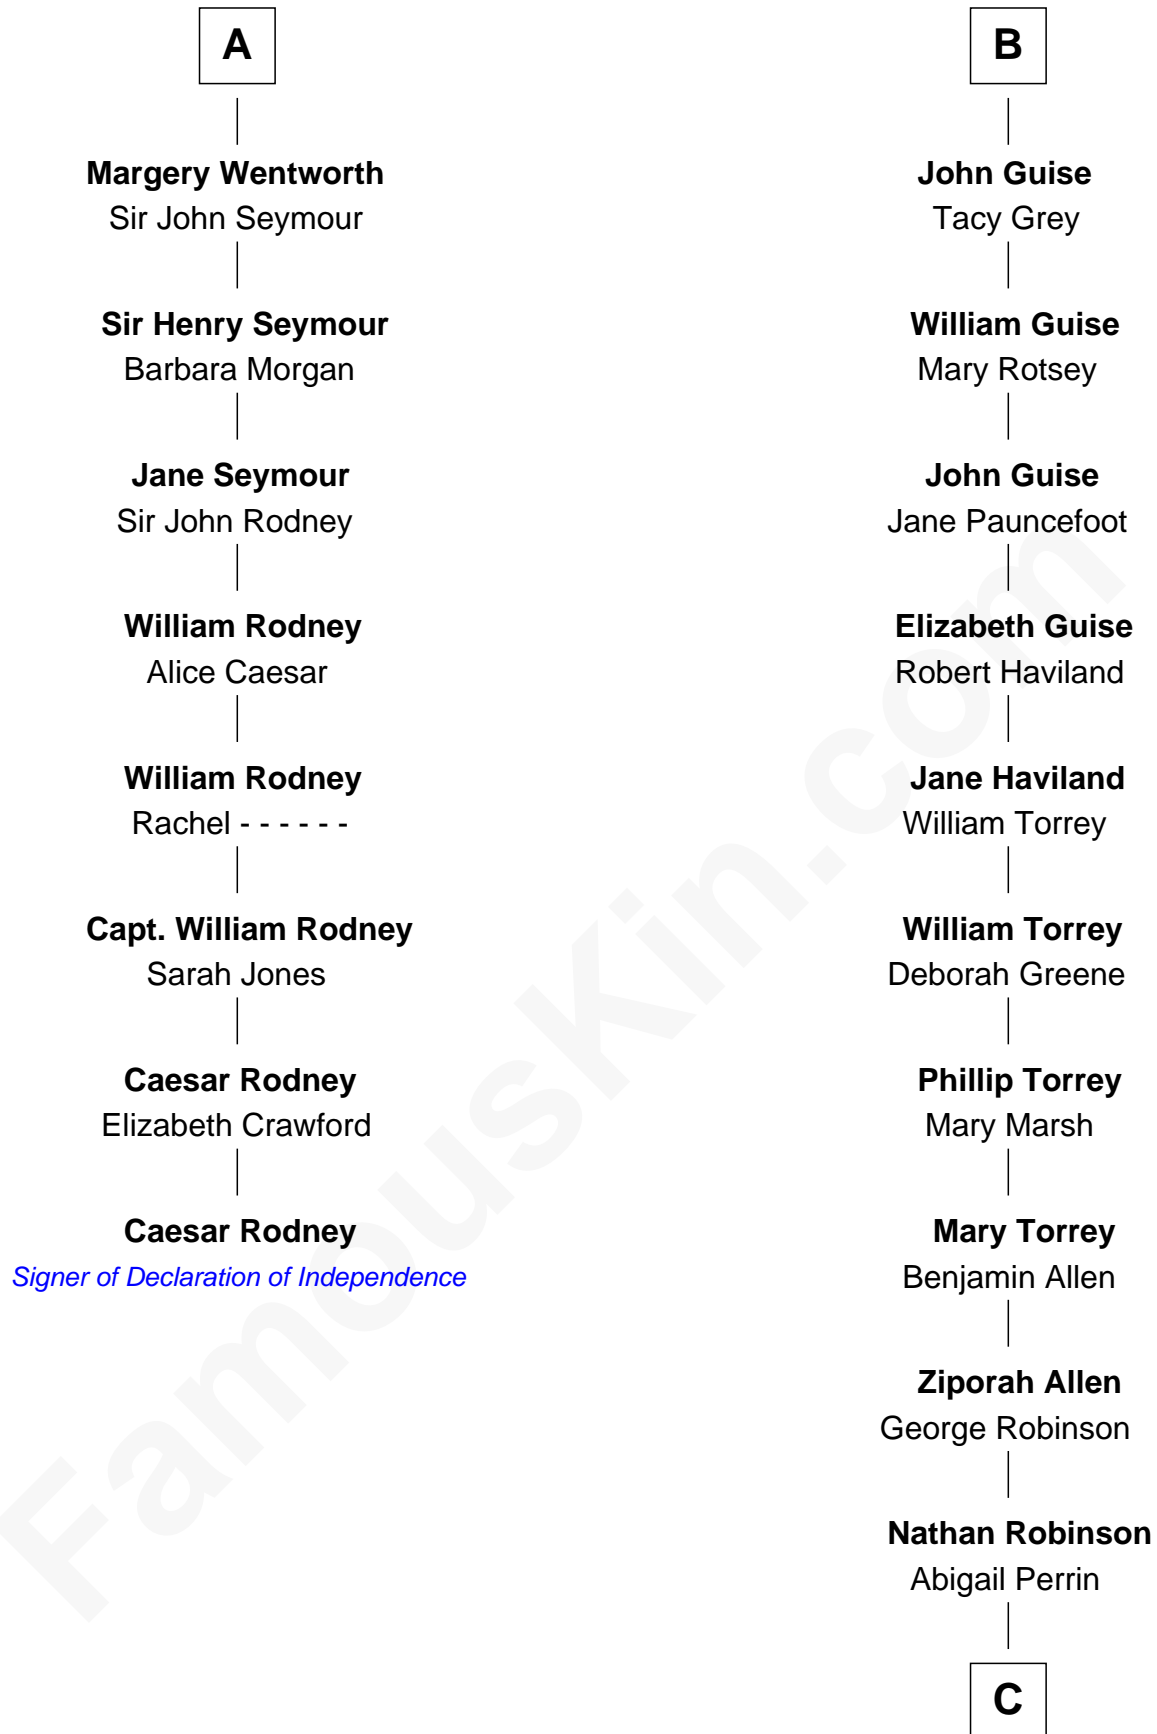 A
Margery Wentworth
Sir John Seymour
Sir Henry Seymour
Barbara Morgan
Jane Seymour
Sir John Rodney
William Rodney
Alice Caesar
William Rodney
Rachel - - - - - -
Capt. William Rodney
Sarah Jones
Caesar Rodney
Elizabeth Crawford
Caesar Rodney
Signer of Declaration of Independence
B
John Guise
Tacy Grey
William Guise
Mary Rotsey
John Guise
Jane Pauncefoot
Elizabeth Guise
Robert Haviland
Jane Haviland
William Torrey
William Torrey
Deborah Greene
Phillip Torrey
Mary Marsh
Mary Torrey
Benjamin Allen
Ziporah Allen
George Robinson
Nathan Robinson
Abigail Perrin
C
FamousKin.com